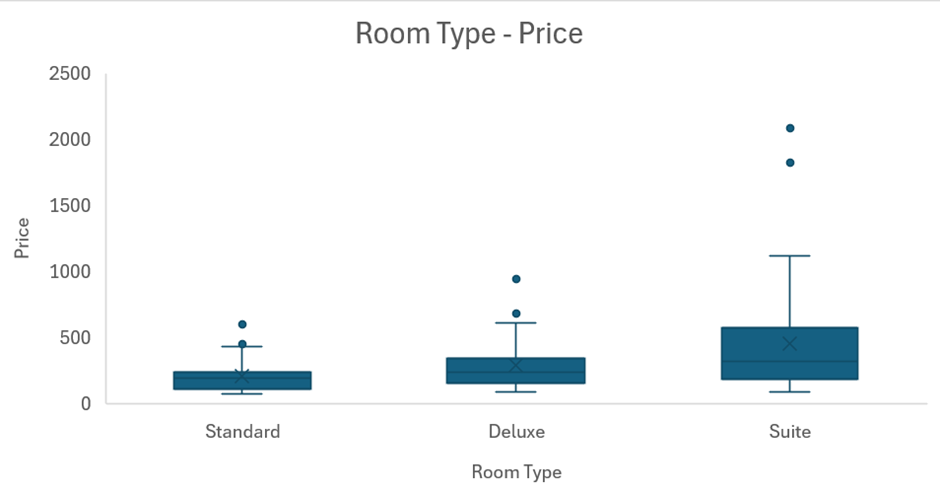 Room Type - Price
2500
2000
1500
1000
500
0
Price
Standard
Deluxe
Suite
Room Type